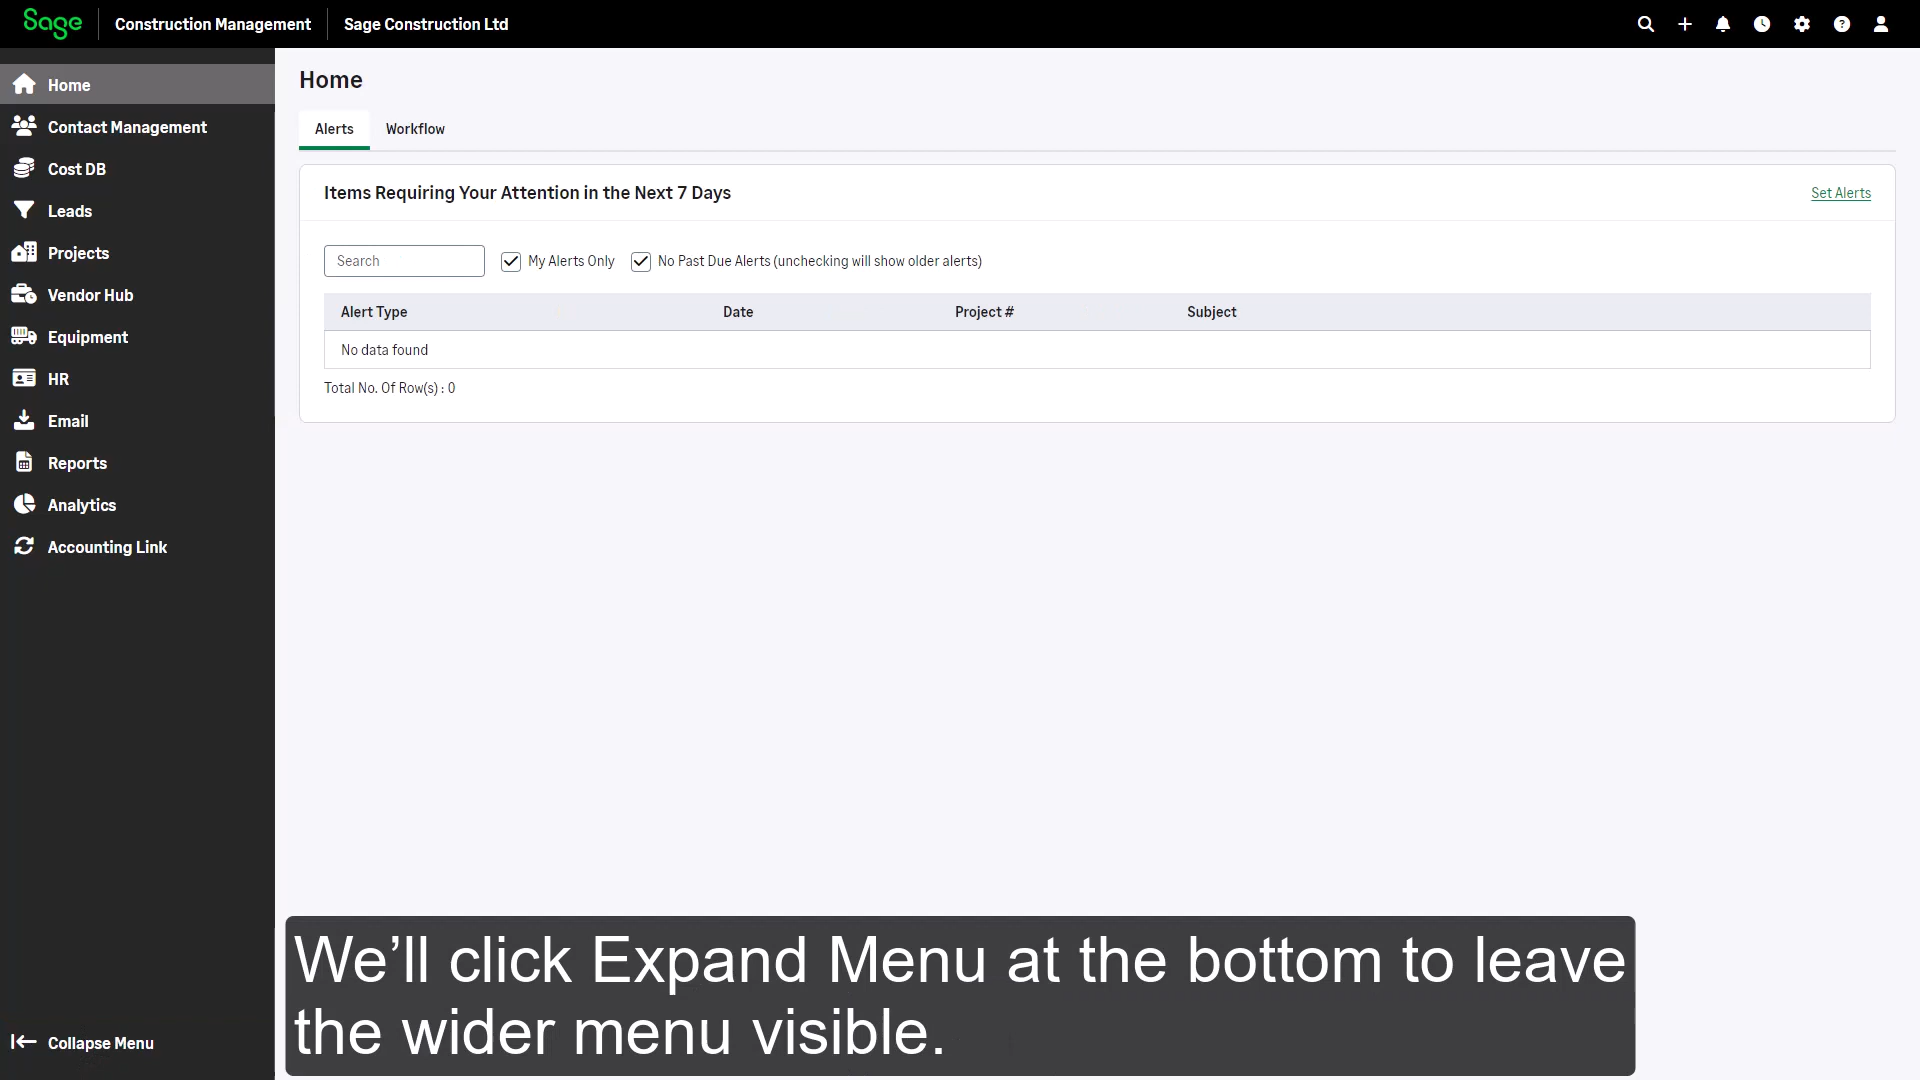 Sage Construction Management Sage Construction Ltd
Home
Contact Management
Cost DB
Leads
Projects
Vendor Hub
Equipment
HR
Email
Reports
Analytics
Accounting Link
Collapse Menu
Home
Alerts Workflow
Items Requiring Your Attention in the Next 7 Days Set Alerts
Search My Alerts Only No Past Due Alerts (unchecking will show older alerts)
Alert Type Date Project # Subject
No data found
Total No. Of Row(s) : 0
We’ll click Expand Menu at the bottom to leave
the wider menu visible.